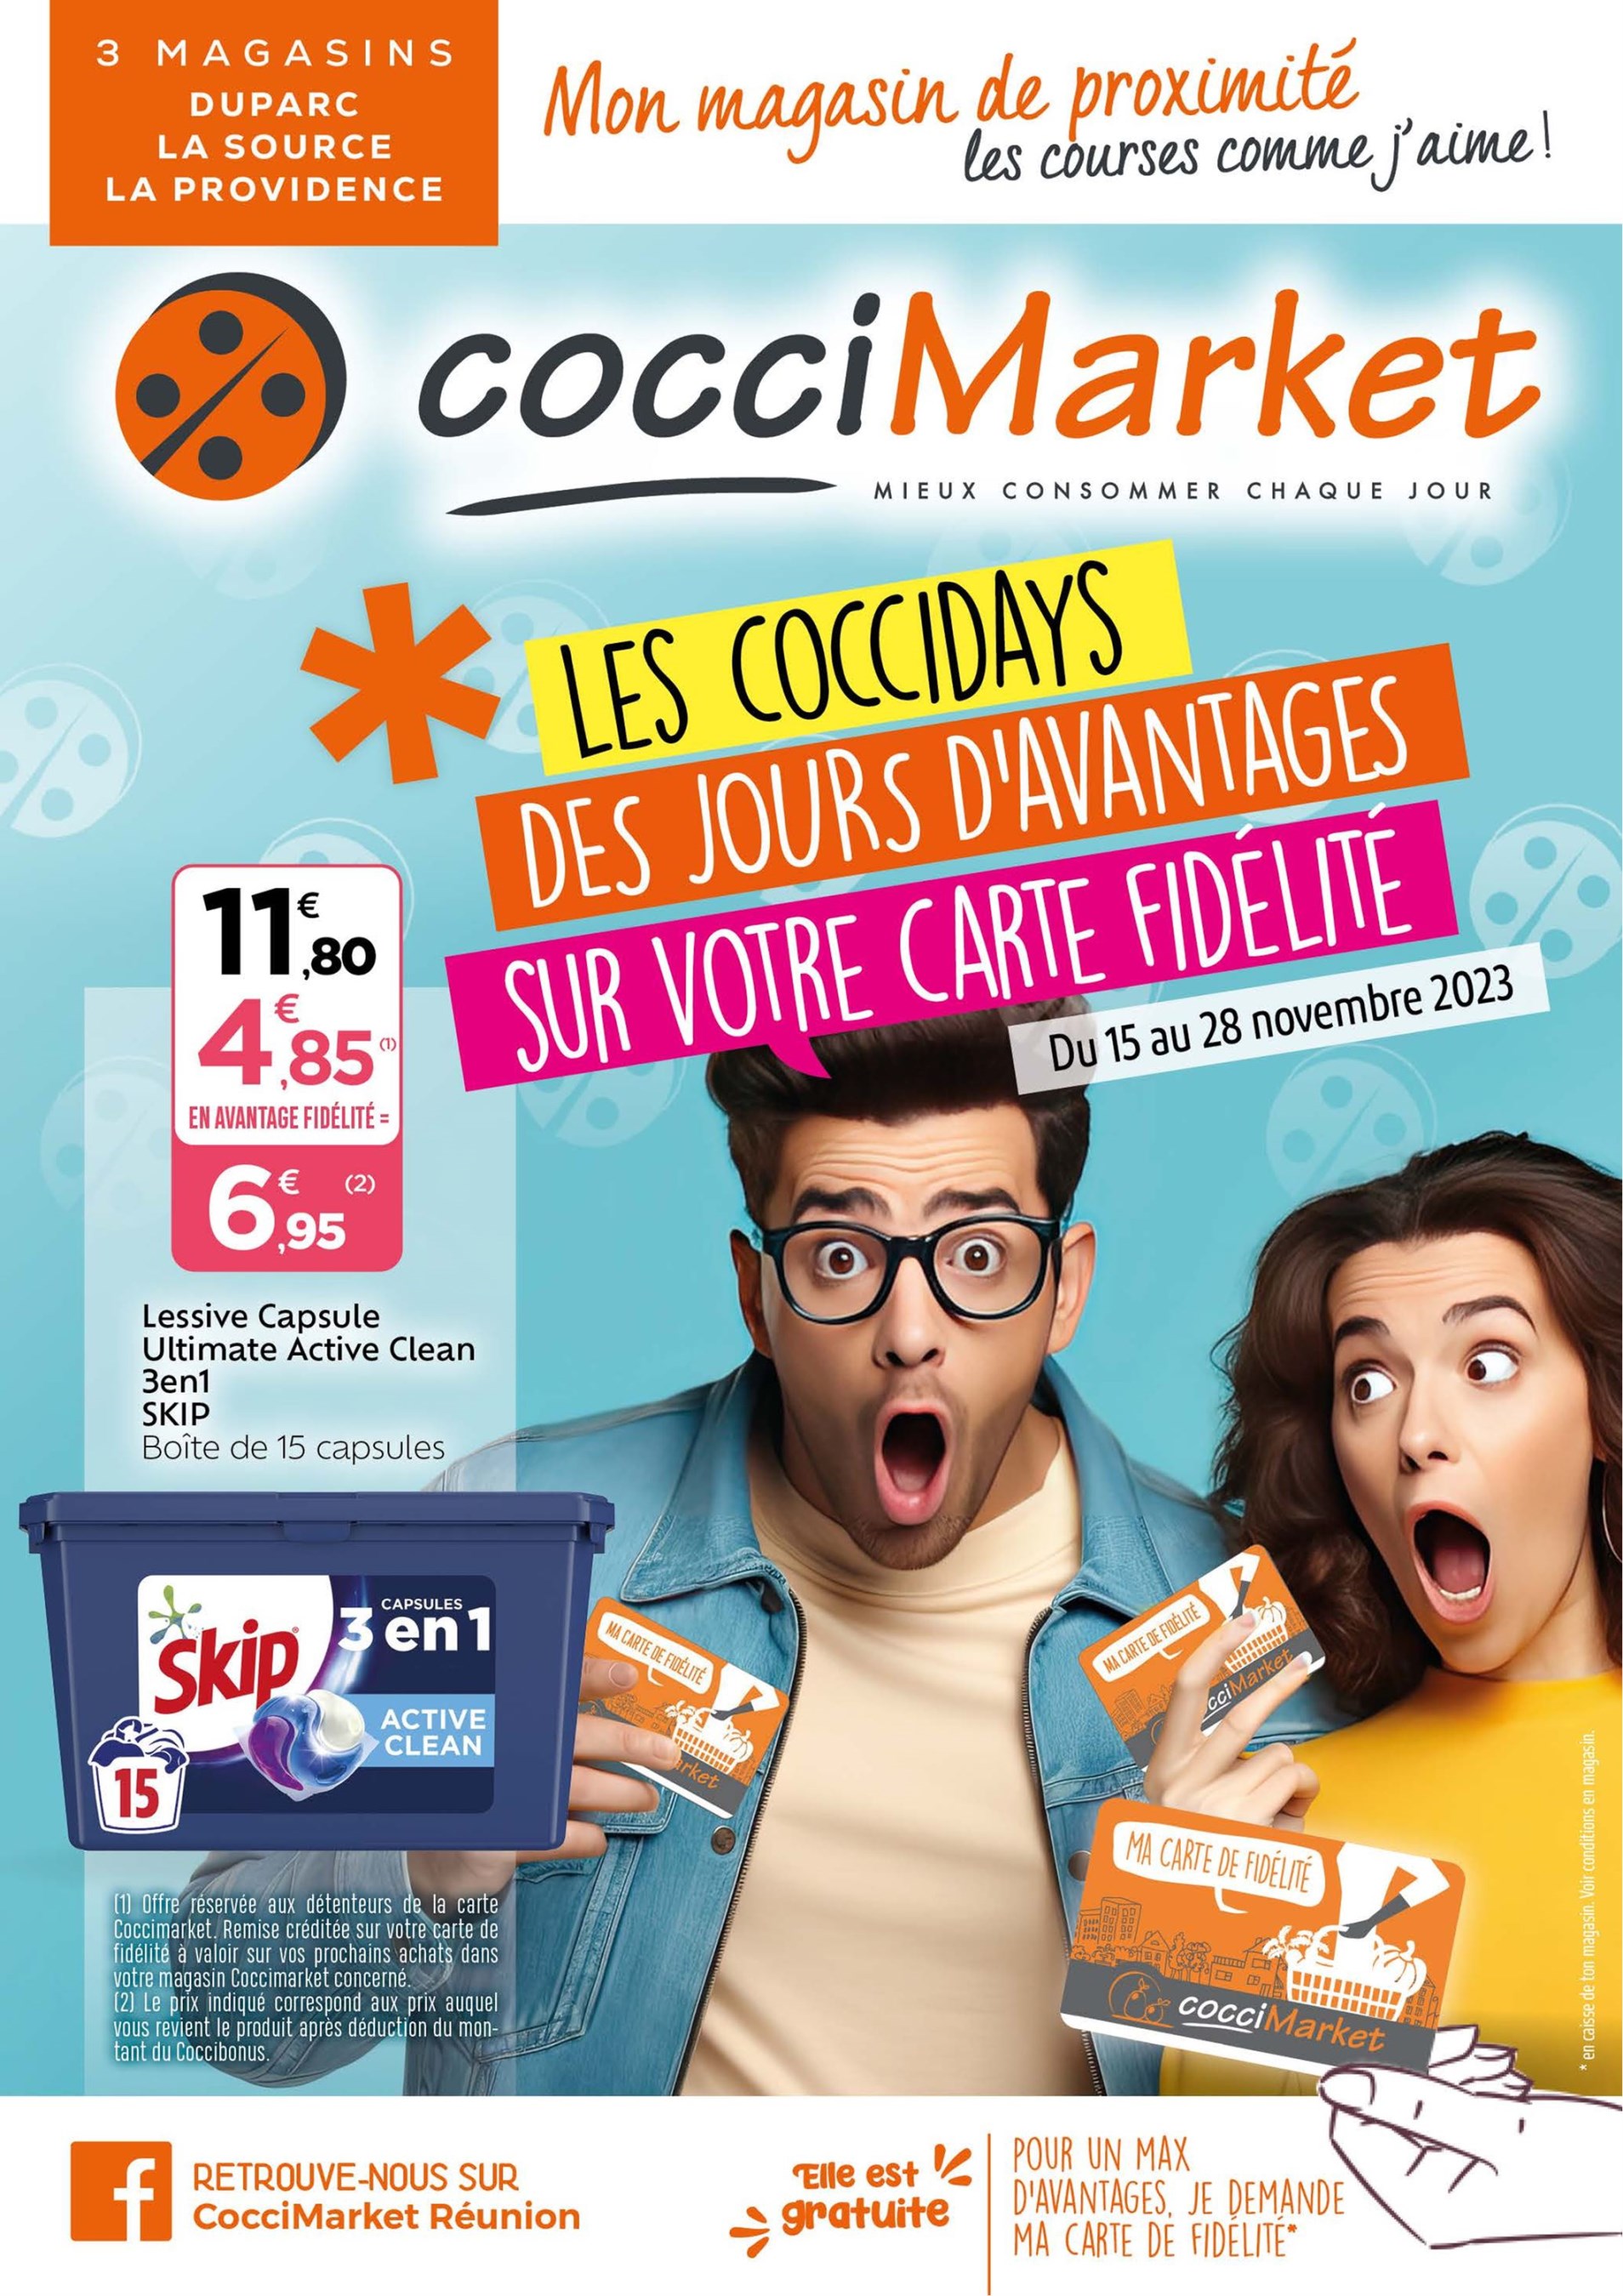 3 MAGASINS
DUPARC
LA SOURCE
LA PROVIDENCE
Mon magasin de proximité
les courses comme j'aime!
cocciMarket
MIEUX CONSOMMER CHAQUE JOUR
*
LES COCCIDAYS
DES JOURS D'AVANTAGES
SUR VOTRE CARTE FIDÉLITÉ
Du 15 au 28 novembre 2023
11€,80
4€,85(1)
EN AVANTAGE FIDÉLITÉ =
6€,95 (2)
Lessive Capsule
Ultimate Active Clean
3en1
SKIP
Boîte de 15 capsules
CAPSULES
3 en 1
Skip
ACTIVE
CLEAN
15
MA CARTE DE FIDÉLITÉ
arket
MA CARTE DE FIDÉLITÉ
cciMarket
MA CARTE DE FIDÉLITÉ
cocciMarket
(1) Offre réservée aux détenteurs de la carte
Coccimarket. Remise créditée sur votre carte de
fidélité à valoir sur vos prochains achats dans
votre magasin Coccimarket concerné.
(2) Le prix indiqué correspond aux prix auquel
vous revient le produit après déduction du mon-
tant du Coccibonus.
* en caisse de ton magasin. Voir conditions en magasin.
f
RETROUVE-NOUS SUR
CocciMarket Réunion
Elle est
gratuite
POUR UN MAX
D'AVANTAGES, JE DEMANDE
MA CARTE DE FIDÉLITÉ*